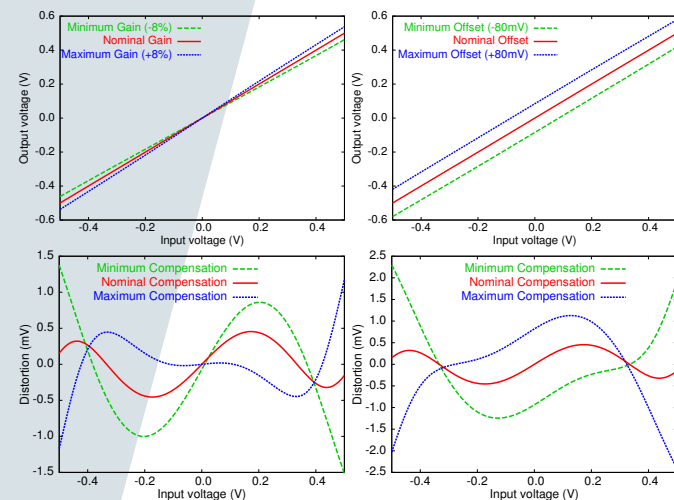 0.6
0.4
0.2
0.0
-0.2
-0.4
0.6
Output voltage (V)
Minimum Gain (-8%)
Nominal Gain
Maximum Gain (+8%)
-0.4
-0.2
0.0
0.2
0.4
Input voltage (V)
0.6
0.4
0.2
0.0
-0.2
-0.4
0.6
Output voltage (V)
Minimum Offset (-80mV)
Nominal Offset
Maximum Offset (+80mV)
-0.4
-0.2
0.0
0.2
0.4
Input voltage (V)
1.5
1.0
0.5
0.0
-0.5
-1.0
-1.5
Distortion (mV)
Minimum Compensation
Nominal Compensation
Maximum Compensation
-0.4
-0.2
0.0
0.2
0.4
Input voltage (V)
2.5
2.0
1.5
1.0
0.5
0.0
-0.5
-1.0
-1.5
-2.0
-2.5
Distortion (mV)
Minimum Compensation
Nominal Compensation
Maximum Compensation
-0.4
-0.2
0.0
0.2
0.4
Input voltage (V)